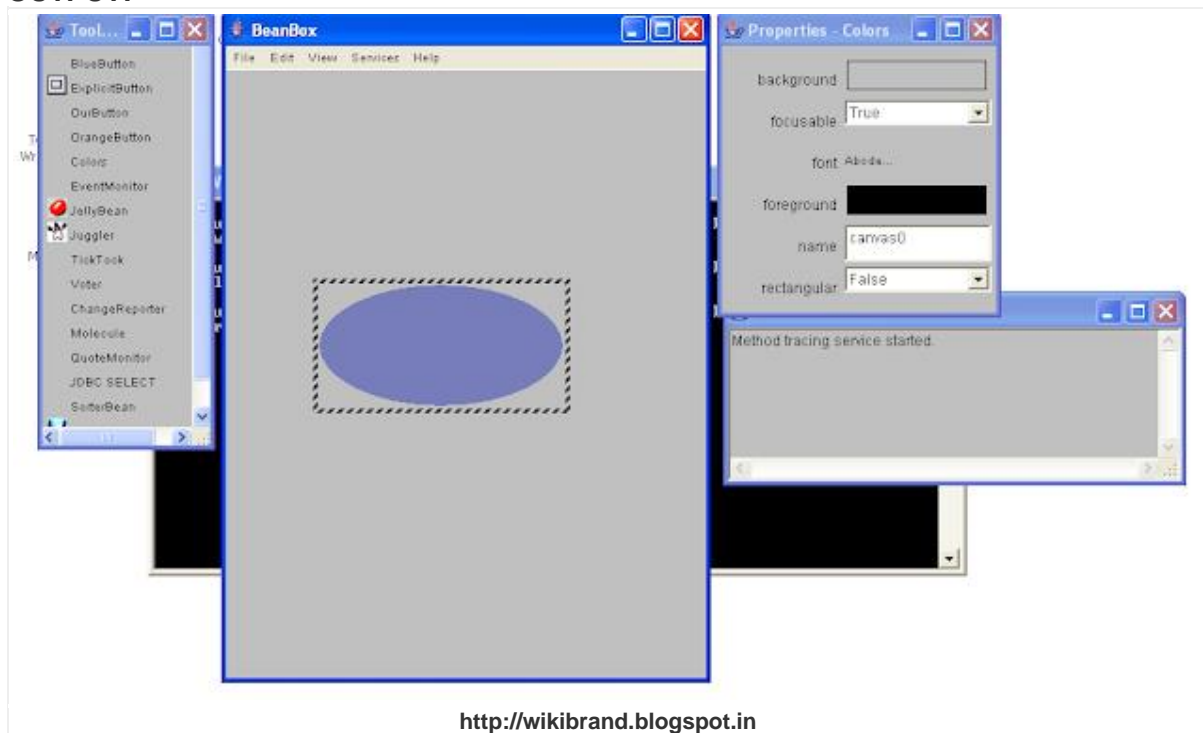 Tool...
BlueButton
ExplicitButton
OurButton
OrangeButton
Colors
EventMonitor
JellyBean
Juggler
TickTock
Voter
ChangeReporter
Molecule
QuoteMonitor
JDBC SELECT
SorterBean
BeanBox
File Edit View Services Help
Properties - Colors
background
focusable True
font Abcde...
foreground
name canvas0
rectangular False
Method tracing service started.
http://wikibrand.blogspot.in